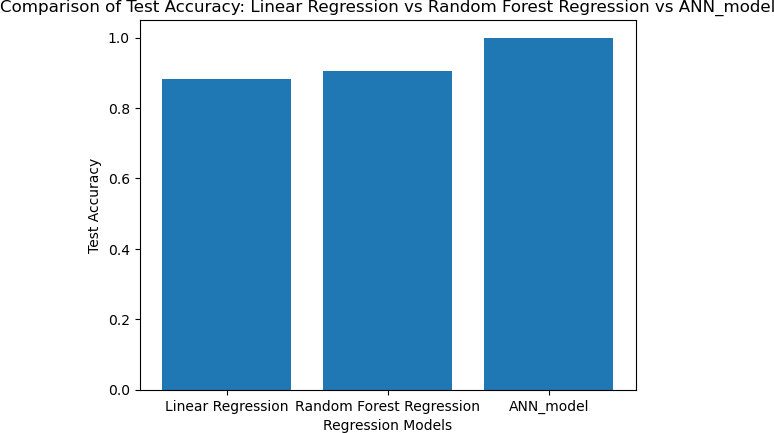 Comparison of Test Accuracy: Linear Regression vs Random Forest Regression vs ANN_model
1.0
0.8
0.6
0.4
0.2
0.0
Test Accuracy
Linear Regression Random Forest Regression ANN_model
Regression Models